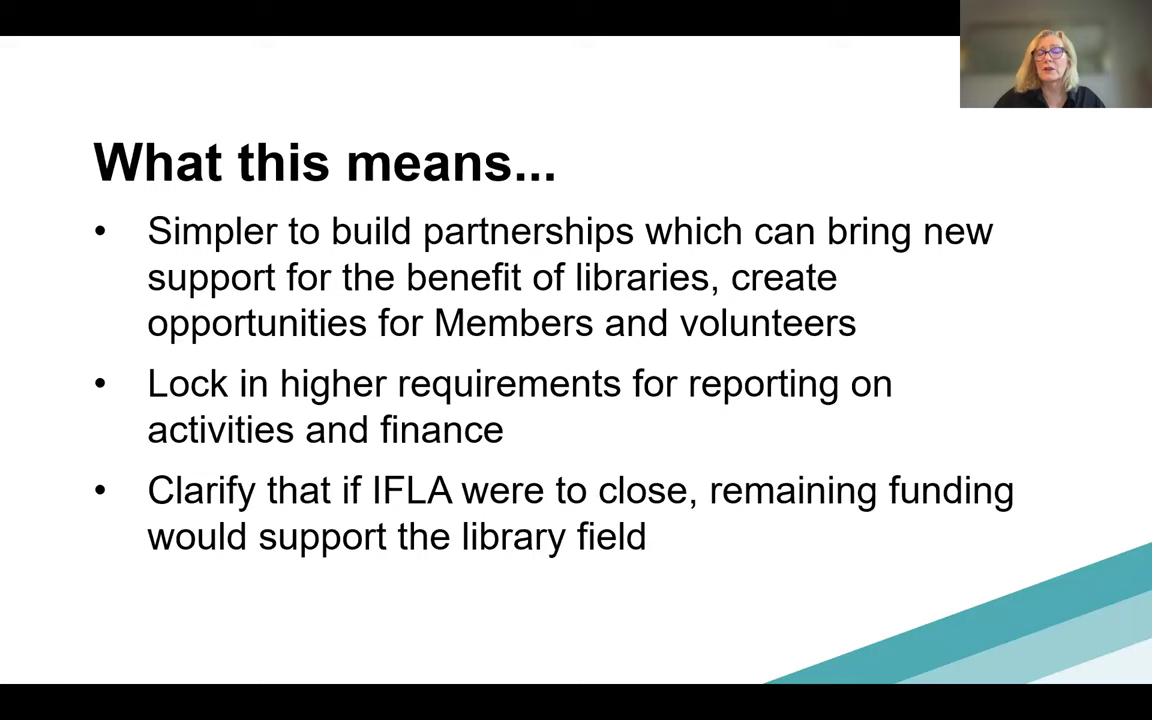 What this means...
• Simpler to build partnerships which can bring new
support for the benefit of libraries, create
opportunities for Members and volunteers
• Lock in higher requirements for reporting on
activities and finance
• Clarify that if IFLA were to close, remaining funding
would support the library field